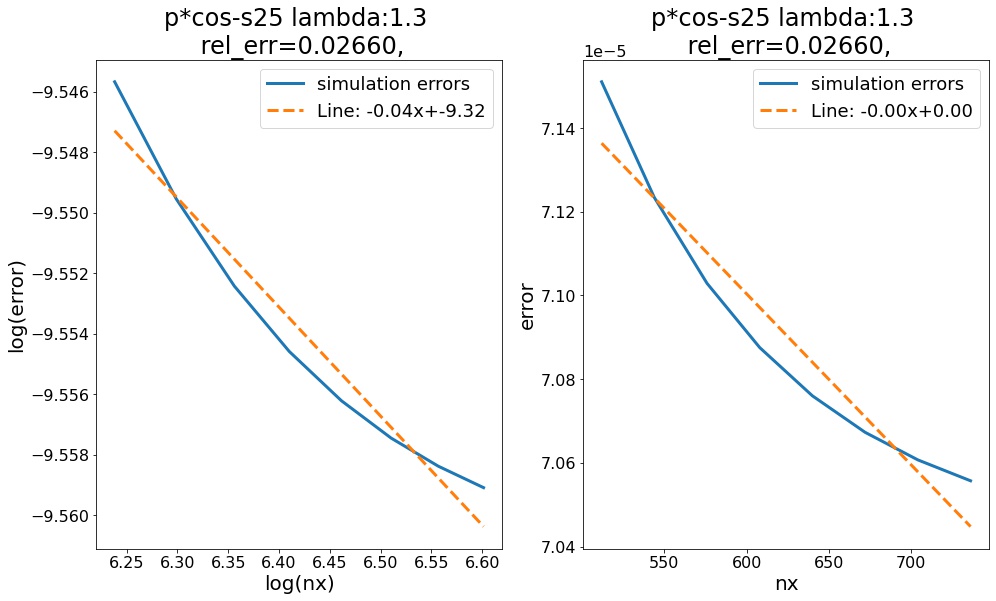 p*cos-s25 lambda:1.3
rel_err=0.02660,
simulation errors
Line: -0.04x+-9.32
−9.546
−9.548
−9.550
−9.552
−9.554
−9.556
−9.558
−9.560
log(error)
6.25 6.30 6.35 6.40 6.45 6.50 6.55 6.60
log(nx)
p*cos-s25 lambda:1.3
rel_err=0.02660,
1e−5
simulation errors
Line: -0.00x+0.00
7.14
7.12
7.10
7.08
7.06
7.04
error
550 600 650 700
nx